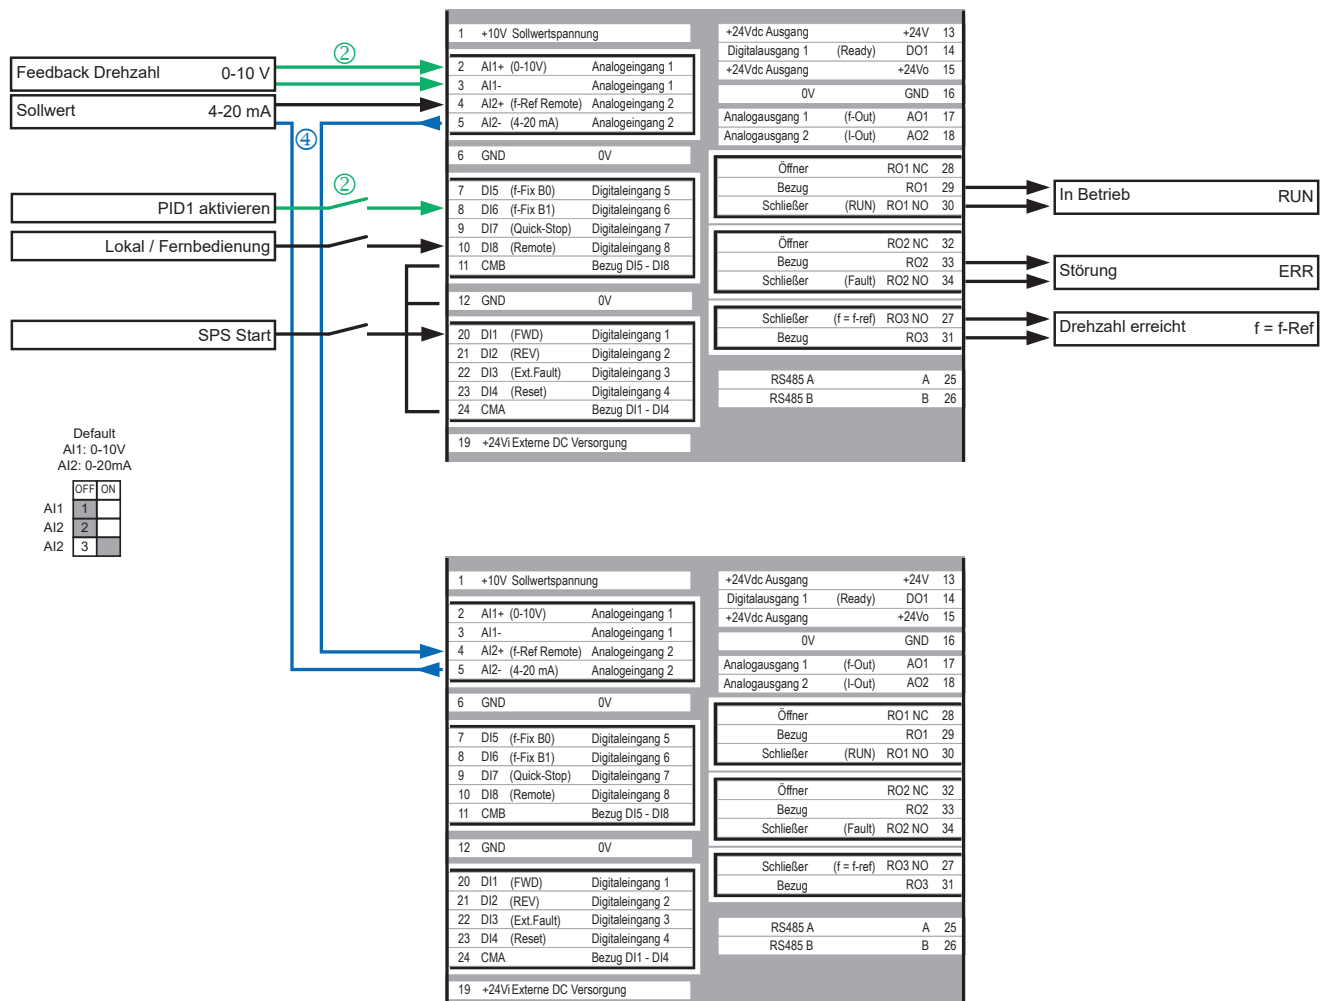 1 +10V Sollwertspannung
2 AI1+ (0-10V) Analogeingang 1
3 AI1- Analogeingang 1
4 AI2+ (f-Ref Remote) Analogeingang 2
5 AI2- (4-20 mA) Analogeingang 2
6 GND 0V
7 DI5 (f-Fix B0) Digitaleingang 5
8 DI6 (f-Fix B1) Digitaleingang 6
9 DI7 (Quick-Stop) Digitaleingang 7
10 DI8 (Remote) Digitaleingang 8
11 CMB Bezug DI5 - DI8
12 GND 0V
20 DI1 (FWD) Digitaleingang 1
21 DI2 (REV) Digitaleingang 2
22 DI3 (Ext.Fault) Digitaleingang 3
23 DI4 (Reset) Digitaleingang 4
24 CMA Bezug DI1 - DI4
19 +24Vi Externe DC Versorgung
+24Vdc Ausgang +24V 13
Digitalausgang 1 (Ready) DO1 14
+24Vdc Ausgang +24Vo 15
0V GND 16
Analogausgang 1 (f-Out) AO1 17
Analogausgang 2 (I-Out) AO2 18
Öffner RO1 NC 28
Bezug RO1 29
Schließer (RUN) RO1 NO 30
Öffner RO2 NC 32
Bezug RO2 33
Schließer (Fault) RO2 NO 34
Schließer (f = f-ref) RO3 NO 27
Bezug RO3 31
RS485 A A 25
RS485 B B 26
Feedback Drehzahl 0-10 V
Sollwert 4-20 mA
②
④
②
PID1 aktivieren
Lokal / Fernbedienung
SPS Start
In Betrieb RUN
Störung ERR
Drehzahl erreicht f = f-Ref
Default
AI1: 0-10V
AI2: 0-20mA
OFF ON
AI1 1
AI2 2
AI2 3
1 +10V Sollwertspannung
2 AI1+ (0-10V) Analogeingang 1
3 AI1- Analogeingang 1
4 AI2+ (f-Ref Remote) Analogeingang 2
5 AI2- (4-20 mA) Analogeingang 2
6 GND 0V
7 DI5 (f-Fix B0) Digitaleingang 5
8 DI6 (f-Fix B1) Digitaleingang 6
9 DI7 (Quick-Stop) Digitaleingang 7
10 DI8 (Remote) Digitaleingang 8
11 CMB Bezug DI5 - DI8
12 GND 0V
20 DI1 (FWD) Digitaleingang 1
21 DI2 (REV) Digitaleingang 2
22 DI3 (Ext.Fault) Digitaleingang 3
23 DI4 (Reset) Digitaleingang 4
24 CMA Bezug DI1 - DI4
19 +24Vi Externe DC Versorgung
+24Vdc Ausgang +24V 13
Digitalausgang 1 (Ready) DO1 14
+24Vdc Ausgang +24Vo 15
0V GND 16
Analogausgang 1 (f-Out) AO1 17
Analogausgang 2 (I-Out) AO2 18
Öffner RO1 NC 28
Bezug RO1 29
Schließer (RUN) RO1 NO 30
Öffner RO2 NC 32
Bezug RO2 33
Schließer (Fault) RO2 NO 34
Schließer (f = f-ref) RO3 NO 27
Bezug RO3 31
RS485 A A 25
RS485 B B 26